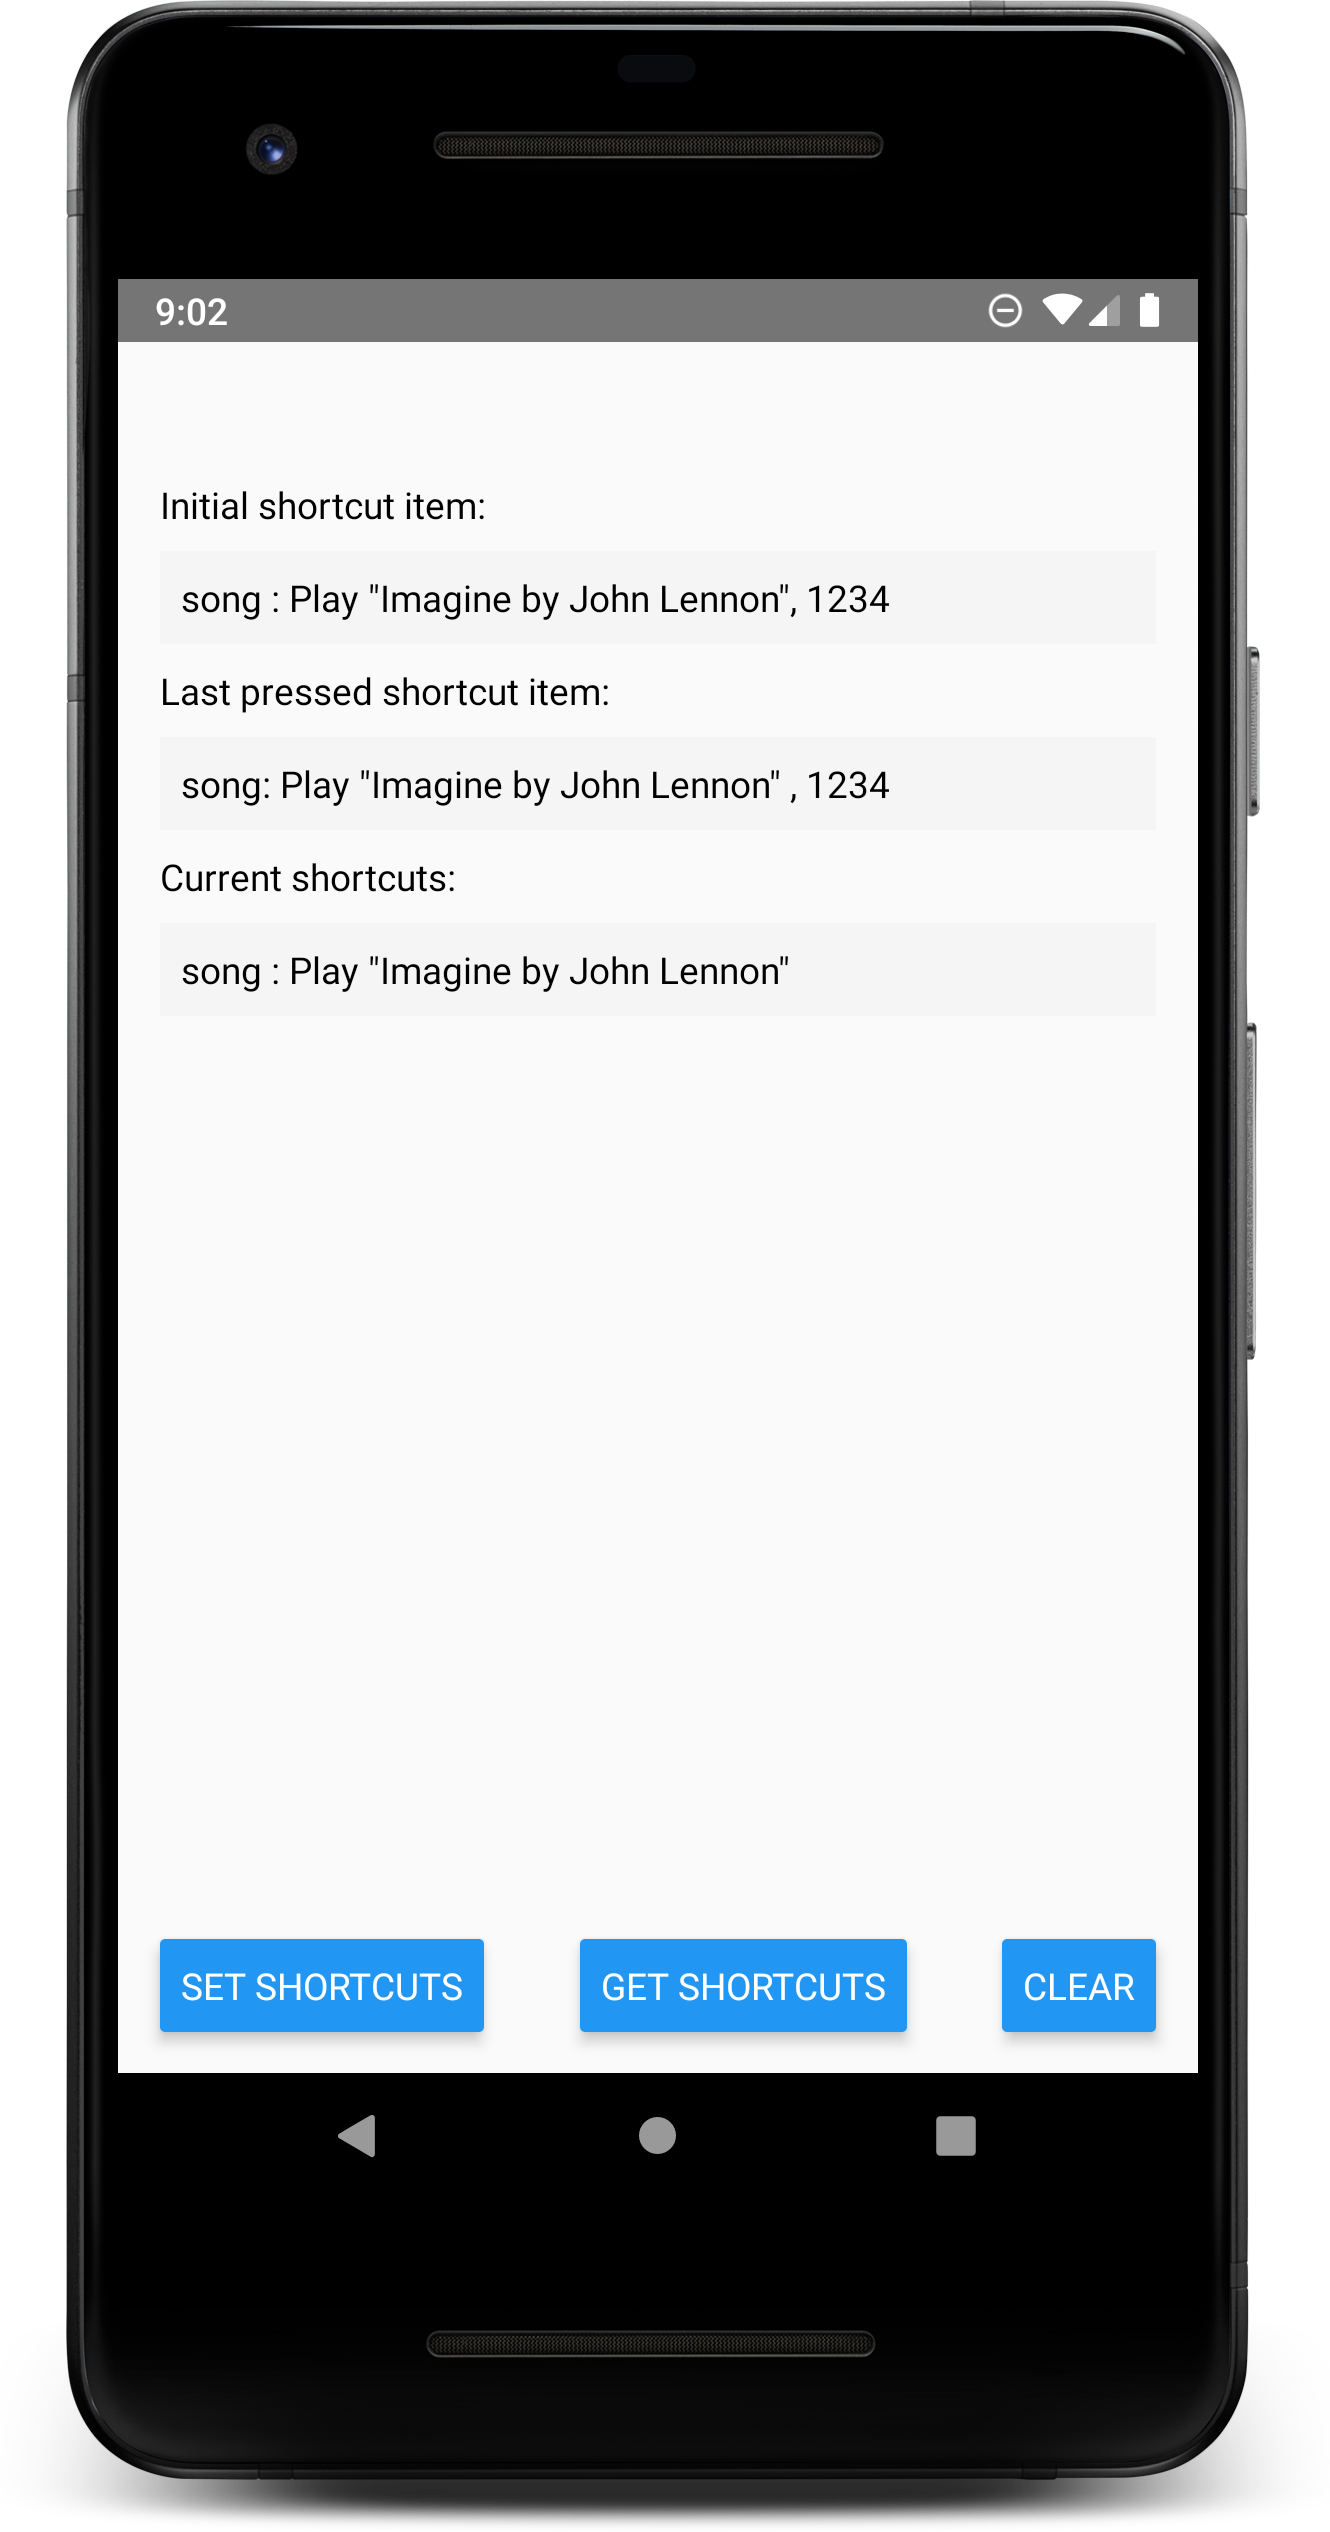 9:02
Initial shortcut item:
song : Play "Imagine by John Lennon", 1234
Last pressed shortcut item:
song: Play "Imagine by John Lennon" , 1234
Current shortcuts:
song : Play "Imagine by John Lennon"
SET SHORTCUTS GET SHORTCUTS CLEAR